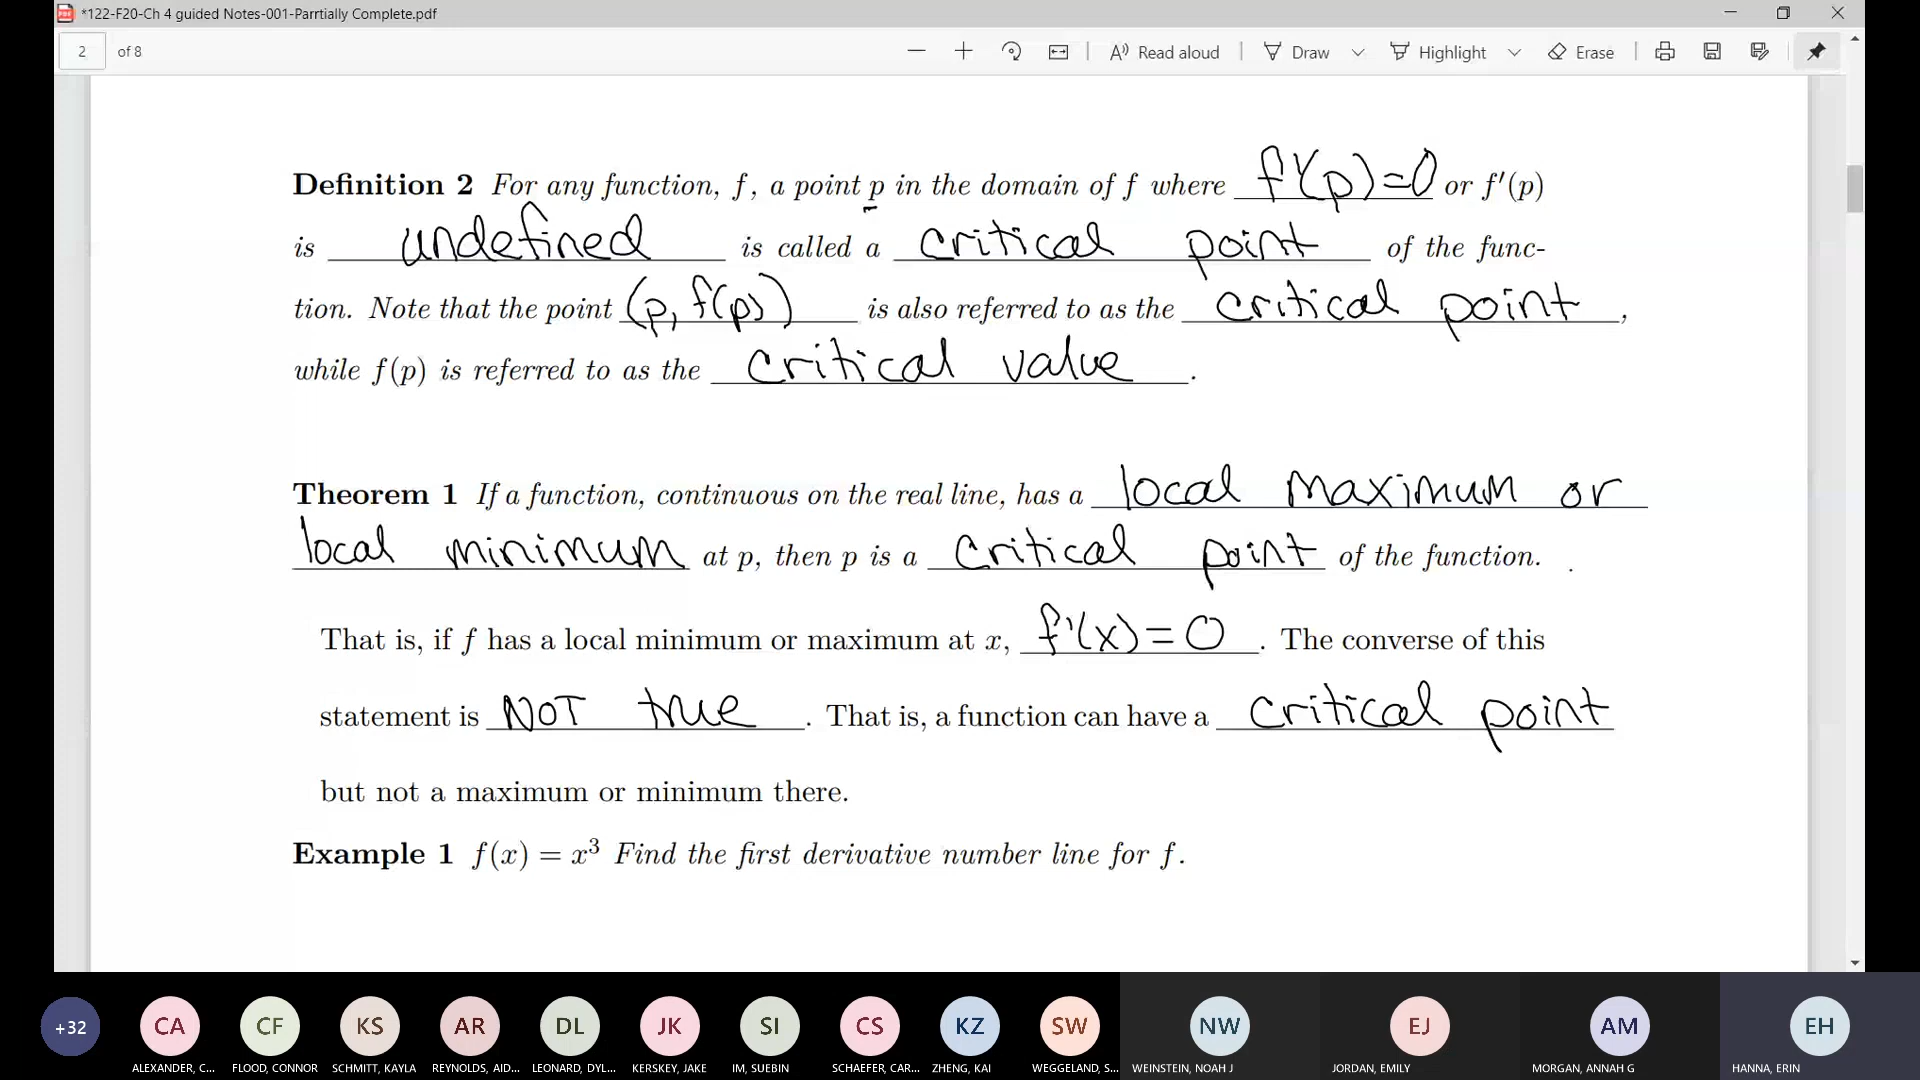 *122-F20-Ch 4 guided Notes-001-Parrtially Complete.pdf
2 of 8 Read aloud Draw Highlight Erase
Definition 2 For any function, f, a point p in the domain of f where f'(p)=0 or f′(p)
is undefined is called a critical point of the func-
tion. Note that the point (p, f(p)) is also referred to as the critical point,
while f(p) is referred to as the critical value.
Theorem 1 If a function, continuous on the real line, has a local maximum or
local minimum at p, then p is a critical point of the function.
That is, if f has a local minimum or maximum at x, f'(x)=0. The converse of this
statement is NOT true. That is, a function can have a critical point
but not a maximum or minimum there.
Example 1 f(x) = x³ Find the first derivative number line for f.
+32 CA CF KS AR DL JK SI CS KZ SW NW EJ AM EH
ALEXANDER, C... FLOOD, CONNOR SCHMITT, KAYLA REYNOLDS, AID... LEONARD, DYL... KERSKEY, JAKE IM, SUEBIN SCHAEFER, CAR... ZHENG, KAI WEGGELAND, S... WEINSTEIN, NOAH J JORDAN, EMILY MORGAN, ANNAH G HANNA, ERIN